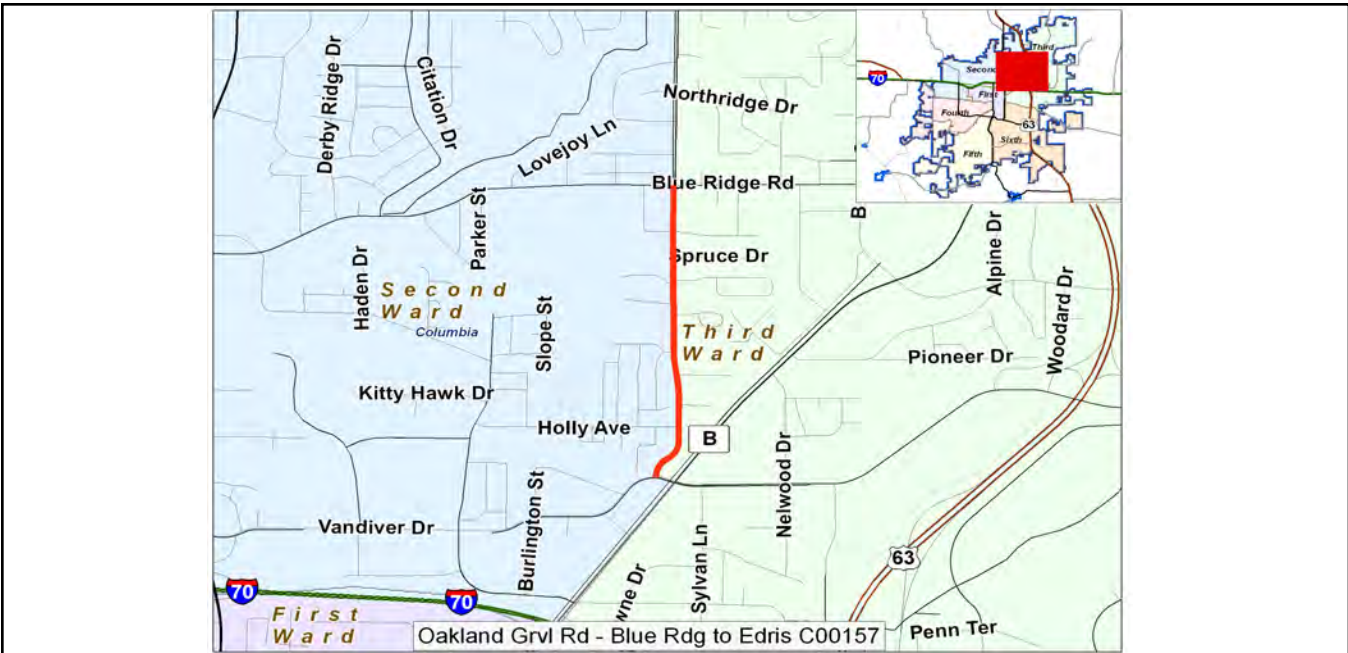 Derby Ridge Dr
Citation Dr
Lovejoy Ln
Northridge Dr
Blue Ridge Rd
Parker St
Haden Dr
Second
Ward
Columbia
Slope St
Spruce Dr
Third
Ward
Kitty Hawk Dr
Holly Ave
B
B
Alpine Dr
Woodard Dr
Pioneer Dr
Nelwood Dr
Burlington St
Vandiver Dr
Sylvan Ln
wne Dr
63
70
70
First
Ward
Penn Ter
Oakland Grvl Rd - Blue Rdg to Edris C00157
Third
Second
70
First
Fourth
63
Sixth
Fifth